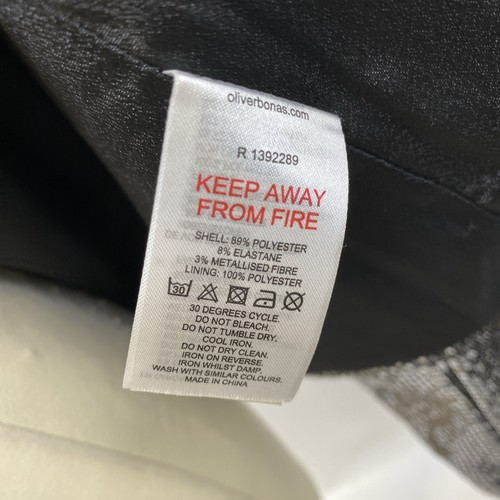 oliverbonas.com
R 1392289
KEEP AWAY
FROM FIRE
SHELL: 89% POLYESTER
8% ELASTANE
3% METALLISED FIBRE
LINING: 100% POLYESTER
30
30 DEGREES CYCLE.
DO NOT BLEACH.
DO NOT TUMBLE DRY.
COOL IRON.
DO NOT DRY CLEAN.
IRON ON REVERSE.
IRON WHILST DAMP.
WASH WITH SIMILAR COLOURS.
MADE IN CHINA